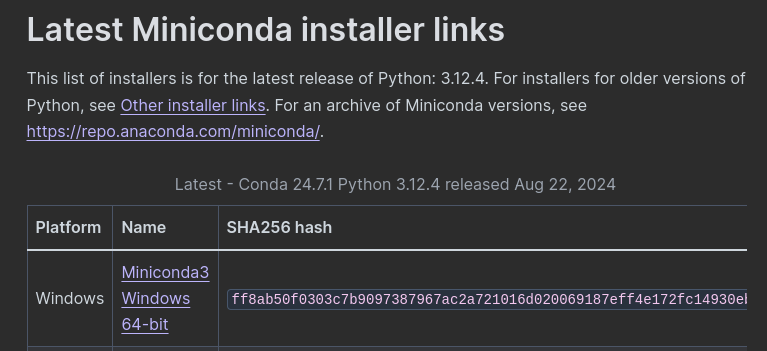 Latest Miniconda installer links
This list of installers is for the latest release of Python: 3.12.4. For installers for older versions of
Python, see Other installer links. For an archive of Miniconda versions, see
https://repo.anaconda.com/miniconda/.
Latest - Conda 24.7.1 Python 3.12.4 released Aug 22, 2024
Platform Name SHA256 hash
Miniconda3
Windows Windows ff8ab50f0303c7b9097387967ac2a721016d020069187eff4e172fc14930el
64-bit